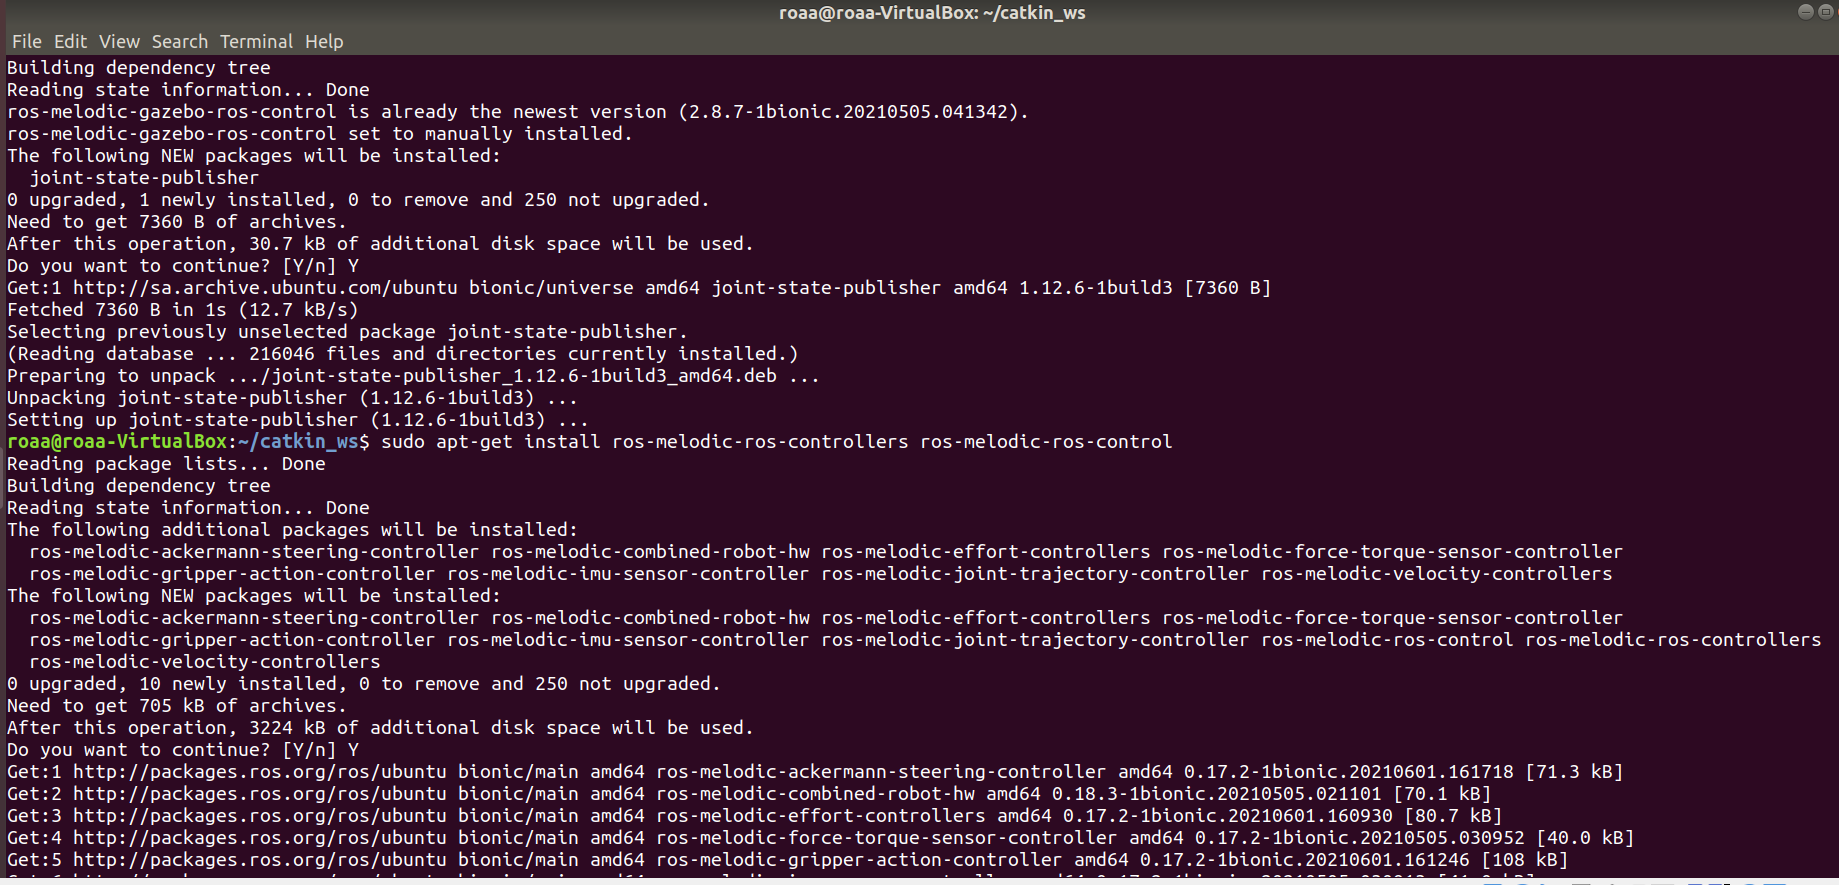 roaa@roaa-VirtualBox: ~/catkin_ws
File Edit View Search Terminal Help
Building dependency tree
Reading state information... Done
ros-melodic-gazebo-ros-control is already the newest version (2.8.7-1bionic.20210505.041342).
ros-melodic-gazebo-ros-control set to manually installed.
The following NEW packages will be installed:
  joint-state-publisher
0 upgraded, 1 newly installed, 0 to remove and 250 not upgraded.
Need to get 7360 B of archives.
After this operation, 30.7 kB of additional disk space will be used.
Do you want to continue? [Y/n] Y
Get:1 http://sa.archive.ubuntu.com/ubuntu bionic/universe amd64 joint-state-publisher amd64 1.12.6-1build3 [7360 B]
Fetched 7360 B in 1s (12.7 kB/s)
Selecting previously unselected package joint-state-publisher.
(Reading database ... 216046 files and directories currently installed.)
Preparing to unpack .../joint-state-publisher_1.12.6-1build3_amd64.deb ...
Unpacking joint-state-publisher (1.12.6-1build3) ...
Setting up joint-state-publisher (1.12.6-1build3) ...
roaa@roaa-VirtualBox:~/catkin_ws$ sudo apt-get install ros-melodic-ros-controllers ros-melodic-ros-control
Reading package lists... Done
Building dependency tree
Reading state information... Done
The following additional packages will be installed:
  ros-melodic-ackermann-steering-controller ros-melodic-combined-robot-hw ros-melodic-effort-controllers ros-melodic-force-torque-sensor-controller
  ros-melodic-gripper-action-controller ros-melodic-imu-sensor-controller ros-melodic-joint-trajectory-controller ros-melodic-velocity-controllers
The following NEW packages will be installed:
  ros-melodic-ackermann-steering-controller ros-melodic-combined-robot-hw ros-melodic-effort-controllers ros-melodic-force-torque-sensor-controller
  ros-melodic-gripper-action-controller ros-melodic-imu-sensor-controller ros-melodic-joint-trajectory-controller ros-melodic-ros-control ros-melodic-ros-controllers
  ros-melodic-velocity-controllers
0 upgraded, 10 newly installed, 0 to remove and 250 not upgraded.
Need to get 705 kB of archives.
After this operation, 3224 kB of additional disk space will be used.
Do you want to continue? [Y/n] Y
Get:1 http://packages.ros.org/ros/ubuntu bionic/main amd64 ros-melodic-ackermann-steering-controller amd64 0.17.2-1bionic.20210601.161718 [71.3 kB]
Get:2 http://packages.ros.org/ros/ubuntu bionic/main amd64 ros-melodic-combined-robot-hw amd64 0.18.3-1bionic.20210505.021101 [70.1 kB]
Get:3 http://packages.ros.org/ros/ubuntu bionic/main amd64 ros-melodic-effort-controllers amd64 0.17.2-1bionic.20210601.160930 [80.7 kB]
Get:4 http://packages.ros.org/ros/ubuntu bionic/main amd64 ros-melodic-force-torque-sensor-controller amd64 0.17.2-1bionic.20210505.030952 [40.0 kB]
Get:5 http://packages.ros.org/ros/ubuntu bionic/main amd64 ros-melodic-gripper-action-controller amd64 0.17.2-1bionic.20210601.161246 [108 kB]